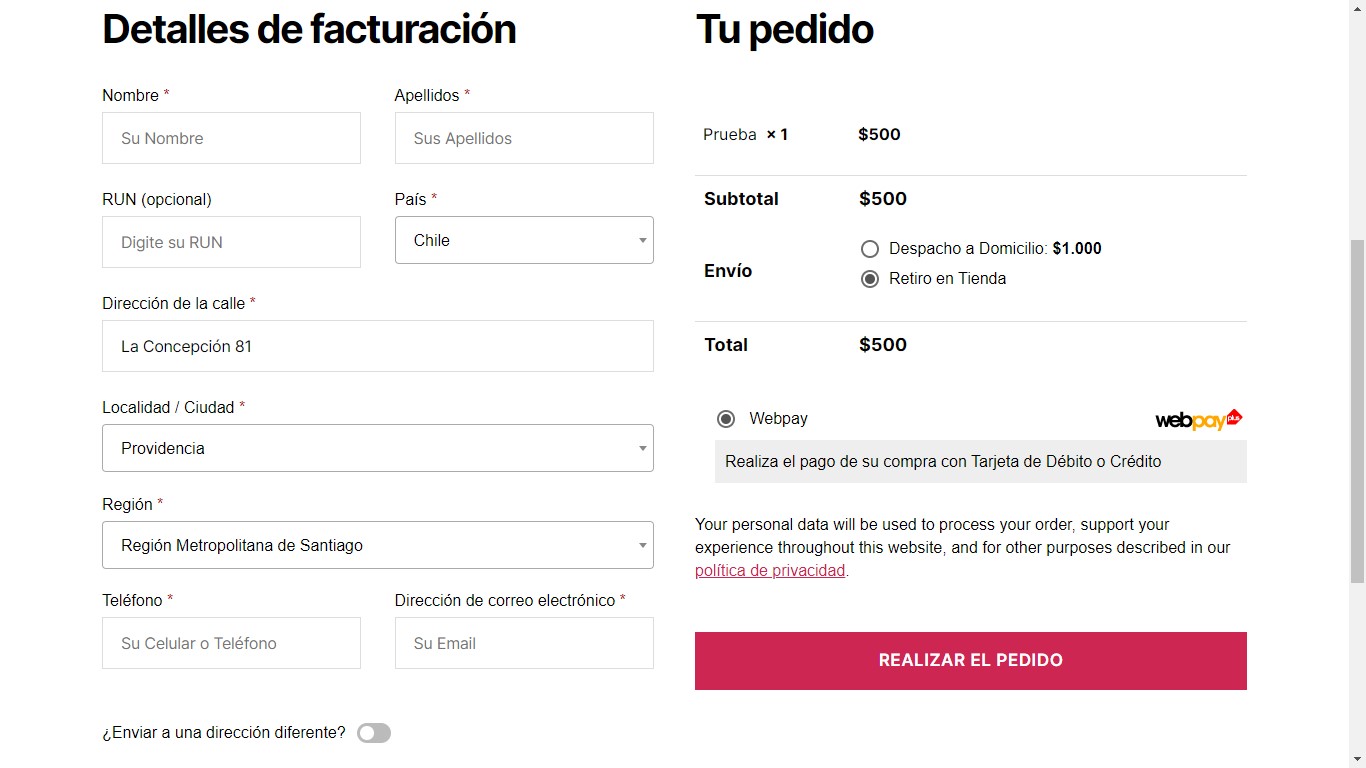 Detalles de facturación
Nombre *
Apellidos *
Su Nombre
Sus Apellidos
RUN (opcional)
País *
Digite su RUN
Chile
Dirección de la calle *
La Concepción 81
Localidad / Ciudad *
Providencia
Región *
Región Metropolitana de Santiago
Teléfono *
Dirección de correo electrónico *
Su Celular o Teléfono
Su Email
¿Enviar a una dirección diferente?
Tu pedido
Prueba × 1 $500
Subtotal $500
Envío
Despacho a Domicilio: $1.000
Retiro en Tienda
Total $500
Webpay
webpay plus
Realiza el pago de su compra con Tarjeta de Débito o Crédito
Your personal data will be used to process your order, support your
experience throughout this website, and for other purposes described in our
política de privacidad.
REALIZAR EL PEDIDO